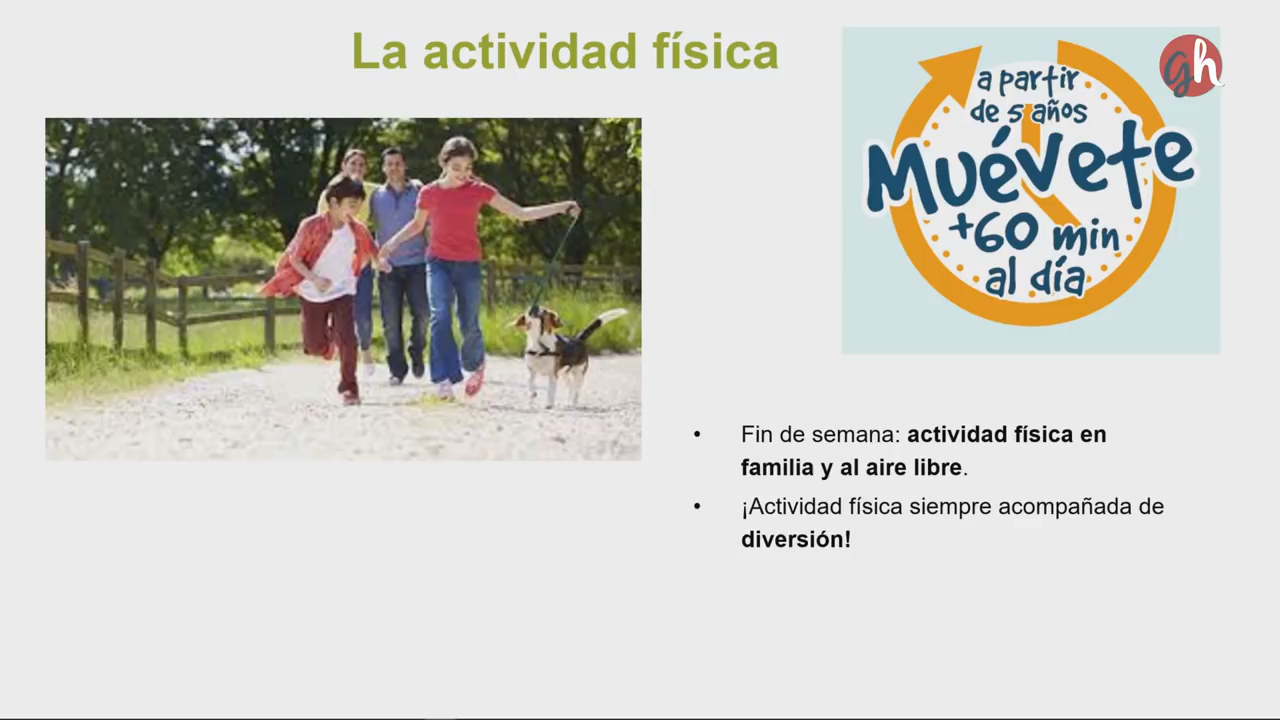 La actividad física
gh
a partir
de 5 años
Muévete
+60 min
al día
• Fin de semana: actividad física en
familia y al aire libre.
• ¡Actividad física siempre acompañada de
diversión!